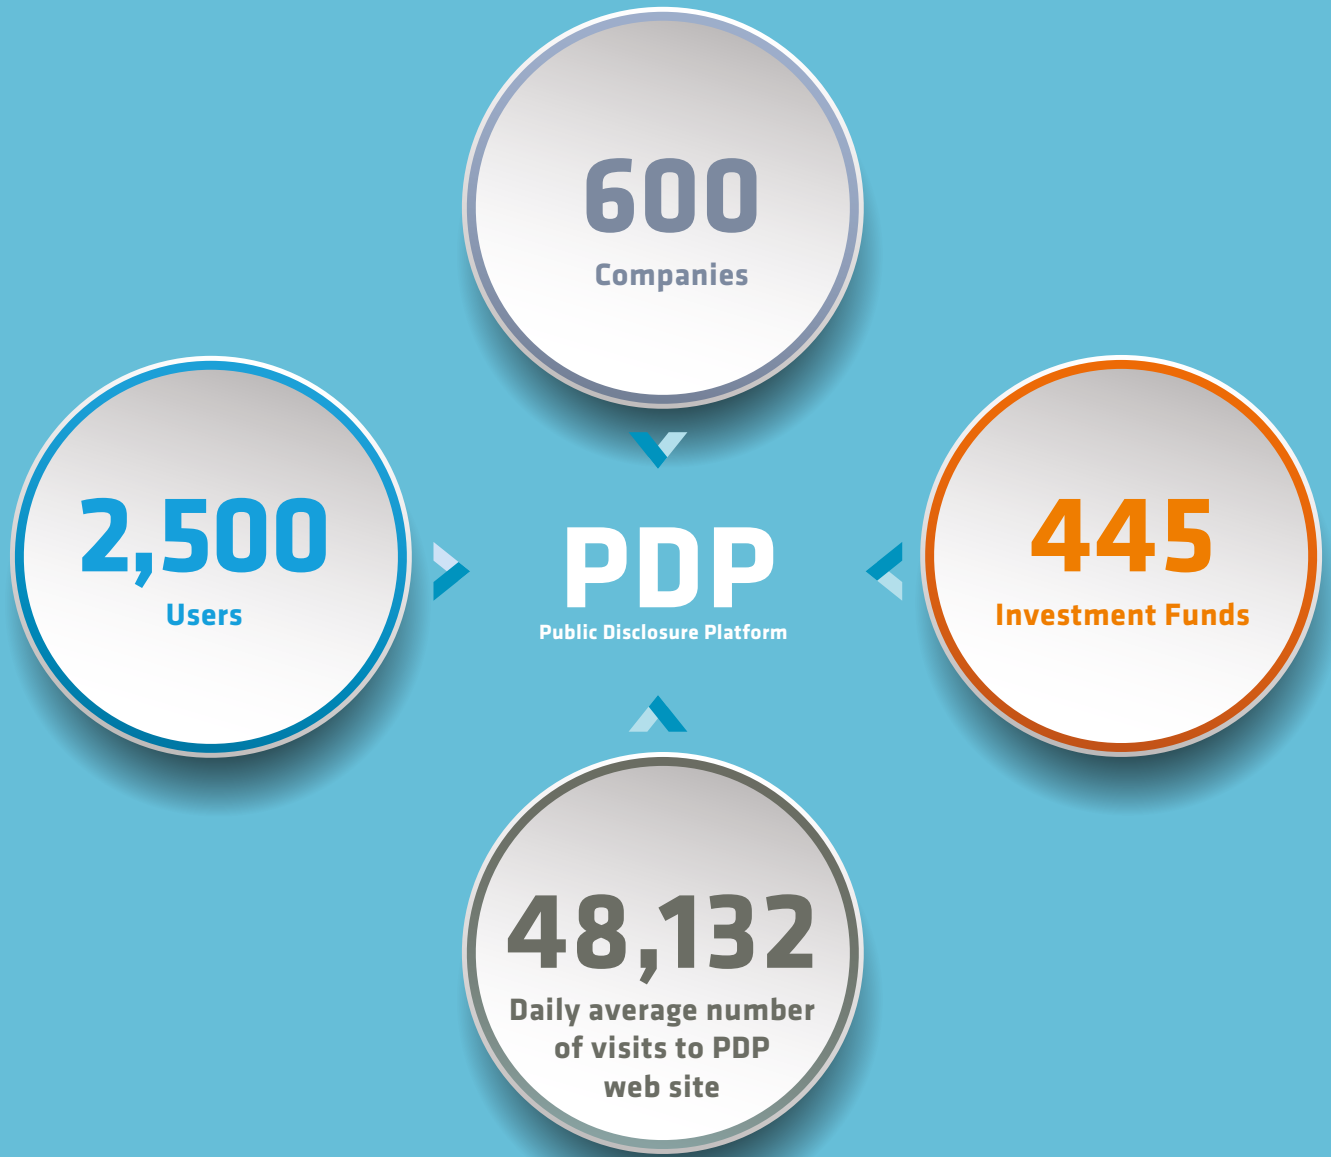 600
Companies
2,500
Users
PDP
Public Disclosure Platform
445
Investment Funds
48,132
Daily average number
of visits to PDP
web site